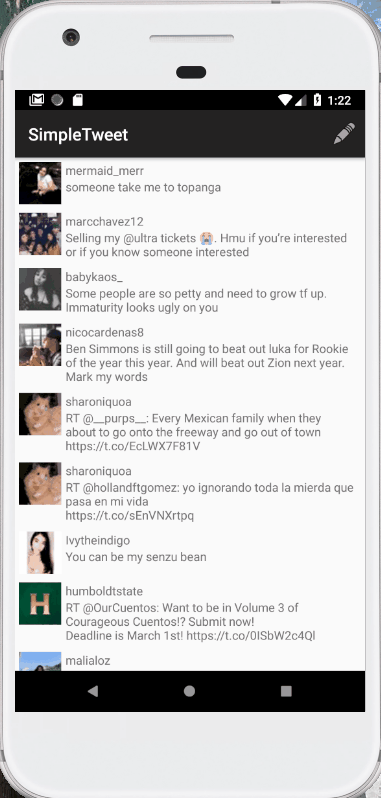 1:22
SimpleTweet
mermaid_merr
someone take me to topanga
marcchavez12
Selling my @ultra tickets 😭. Hmu if you're interested
or if you know someone interested
babykaos_
Some people are so petty and need to grow tf up.
Immaturity looks ugly on you
nicocardenas8
Ben Simmons is still going to beat out luka for Rookie
of the year this year. And will beat out Zion next year.
Mark my words
sharoniquoa
RT @__purps__: Every Mexican family when they
about to go onto the freeway and go out of town
https://t.co/EcLWX7F81V
sharoniquoa
RT @hollandftgomez: yo ignorando toda la mierda que
pasa en mi vida
https://t.co/sEnVNXrtpq
Ivytheindigo
You can be my senzu bean
H
humboldtstate
RT @OurCuentos: Want to be in Volume 3 of
Courageous Cuentos!? Submit now!
Deadline is March 1st! https://t.co/0ISbW2c4Ql
malialoz